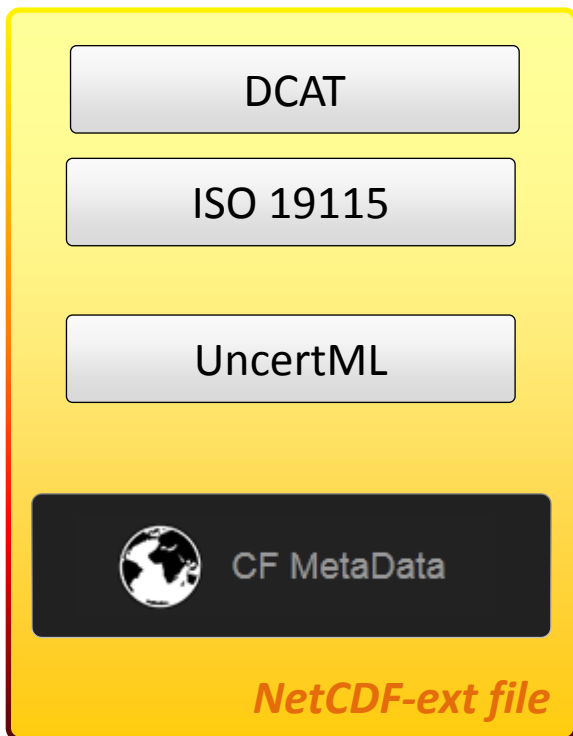 DCAT
ISO 19115
UncertML
CF MetaData
NetCDF-ext file